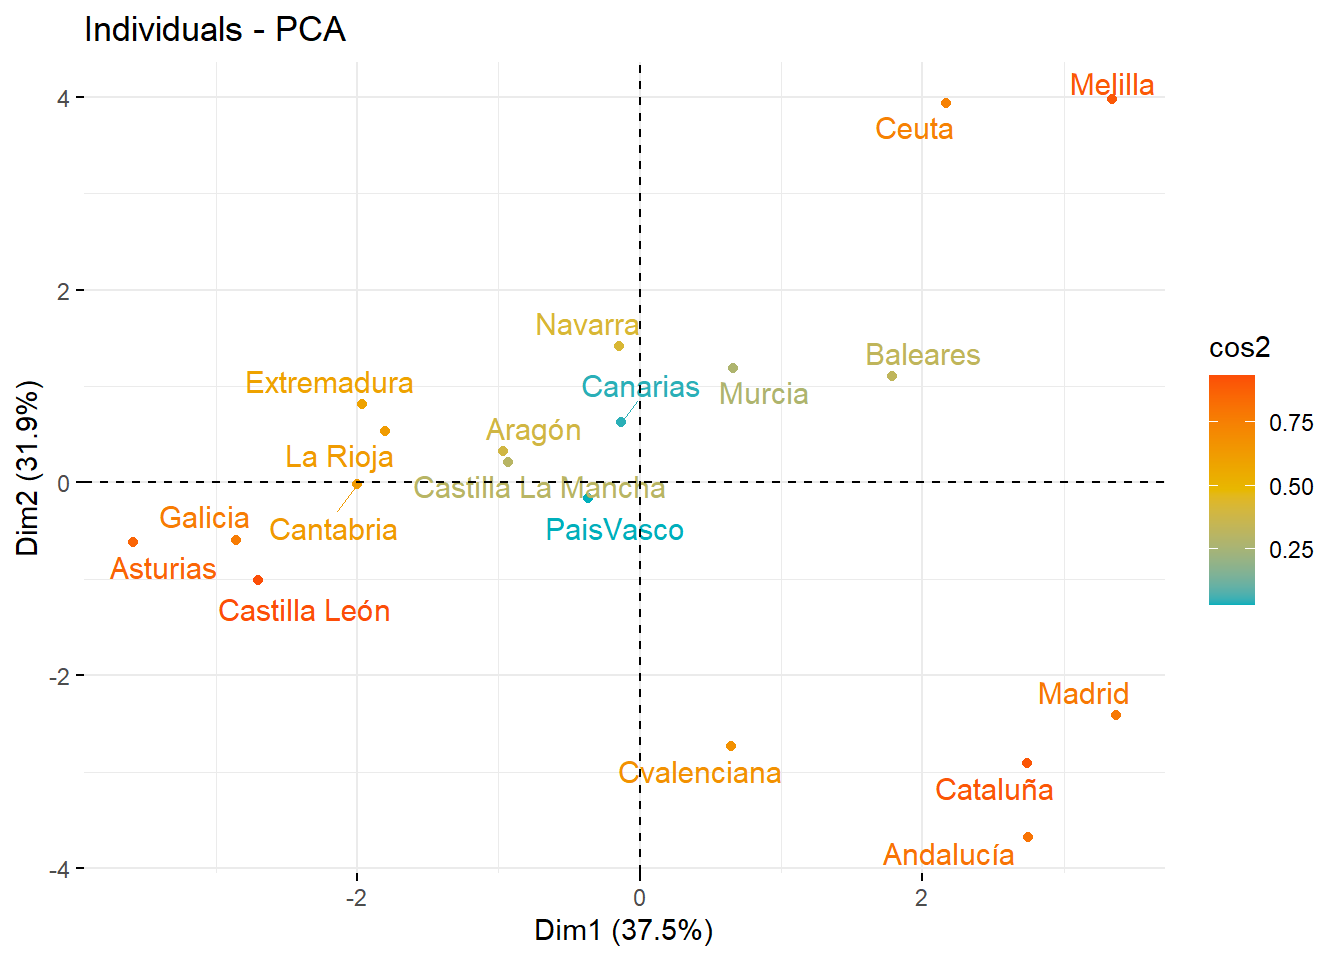 Individuals - PCA
Melilla
Ceuta
Navarra
Baleares
Extremadura
Canarias
Murcia
Aragón
La Rioja
Castilla La Mancha
Galicia
Cantabria
PaisVasco
Asturias
Castilla León
Madrid
Cvalenciana
Cataluña
Andalucía
4
2
0
-2
-4
Dim2 (31.9%)
-2
0
2
Dim1 (37.5%)
cos2
0.75
0.50
0.25